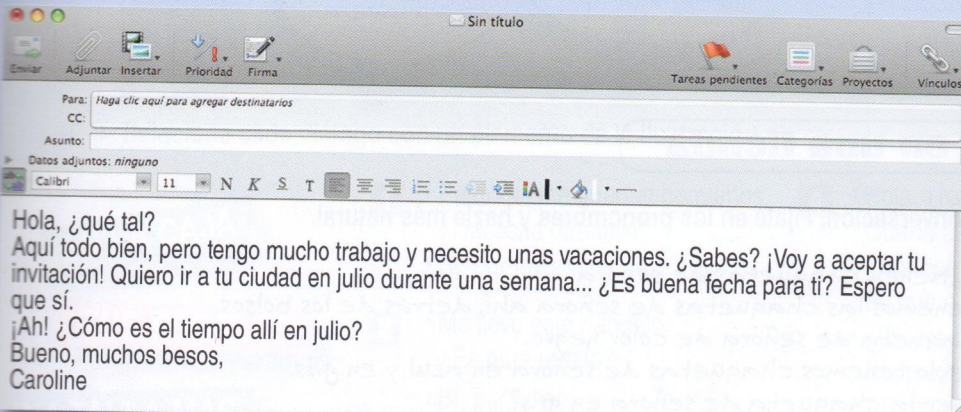 Sin título
Enviar Adjuntar Insertar Prioridad Firma Tareas pendientes Categorías Proyectos Vínculos
Para: Haga clic aquí para agregar destinatarios
CC:
Asunto:
Datos adjuntos: ninguno
Calibri 11 N K S T
Hola, ¿qué tal?
Aquí todo bien, pero tengo mucho trabajo y necesito unas vacaciones. ¿Sabes? ¡Voy a aceptar tu
invitación! Quiero ir a tu ciudad en julio durante una semana... ¿Es buena fecha para ti? Espero
que sí.
¡Ah! ¿Cómo es el tiempo allí en julio?
Bueno, muchos besos,
Caroline